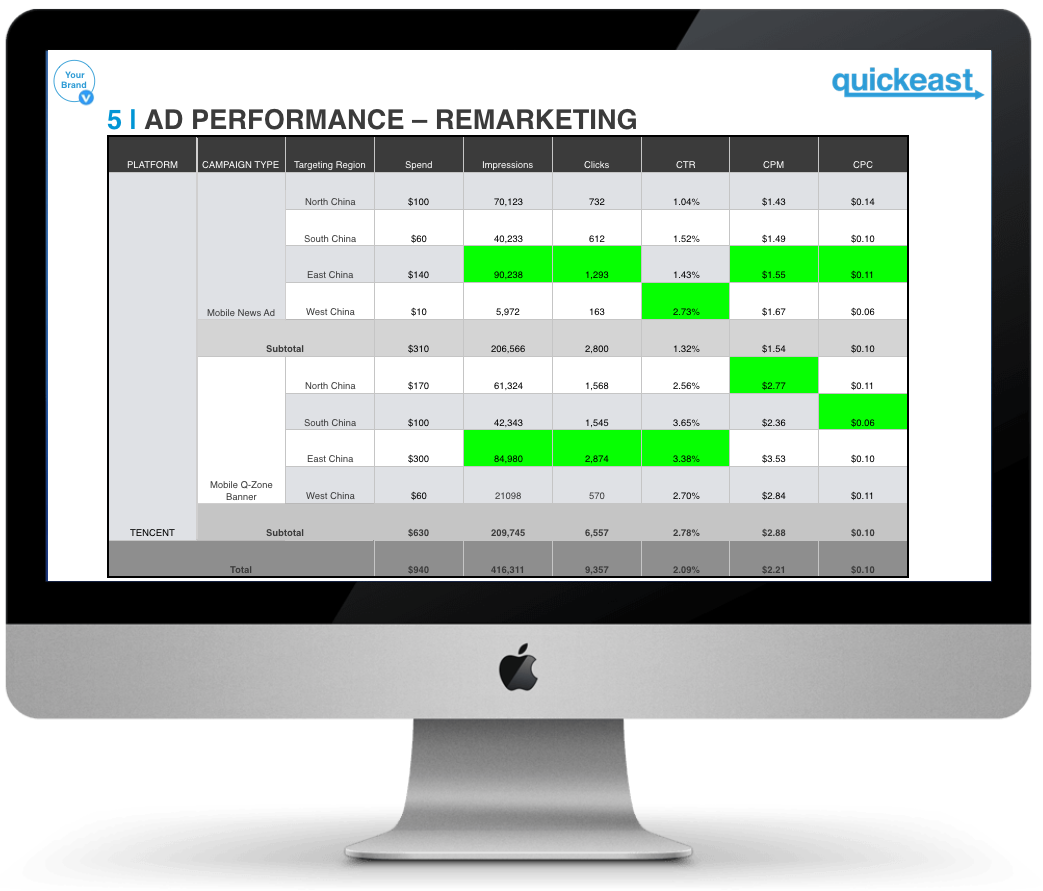 Your
Brand
V
quickeast
5 | AD PERFORMANCE – REMARKETING
PLATFORM CAMPAIGN TYPE Targeting Region Spend Impressions Clicks CTR CPM CPC
North China $100 70,123 732 1.04% $1.43 $0.14
South China $60 40,233 612 1.52% $1.49 $0.10
East China $140 90,238 1,293 1.43% $1.55 $0.11
Mobile News Ad West China $10 5,972 163 2.73% $1.67 $0.06
Subtotal $310 206,566 2,800 1.32% $1.54 $0.10
North China $170 61,324 1,568 2.56% $2.77 $0.11
South China $100 42,343 1,545 3.65% $2.36 $0.06
East China $300 84,980 2,874 3.38% $3.53 $0.10
Mobile Q-Zone
Banner West China $60 21098 570 2.70% $2.84 $0.11
TENCENT Subtotal $630 209,745 6,557 2.78% $2.88 $0.10
Total $940 416,311 9,357 2.09% $2.21 $0.10